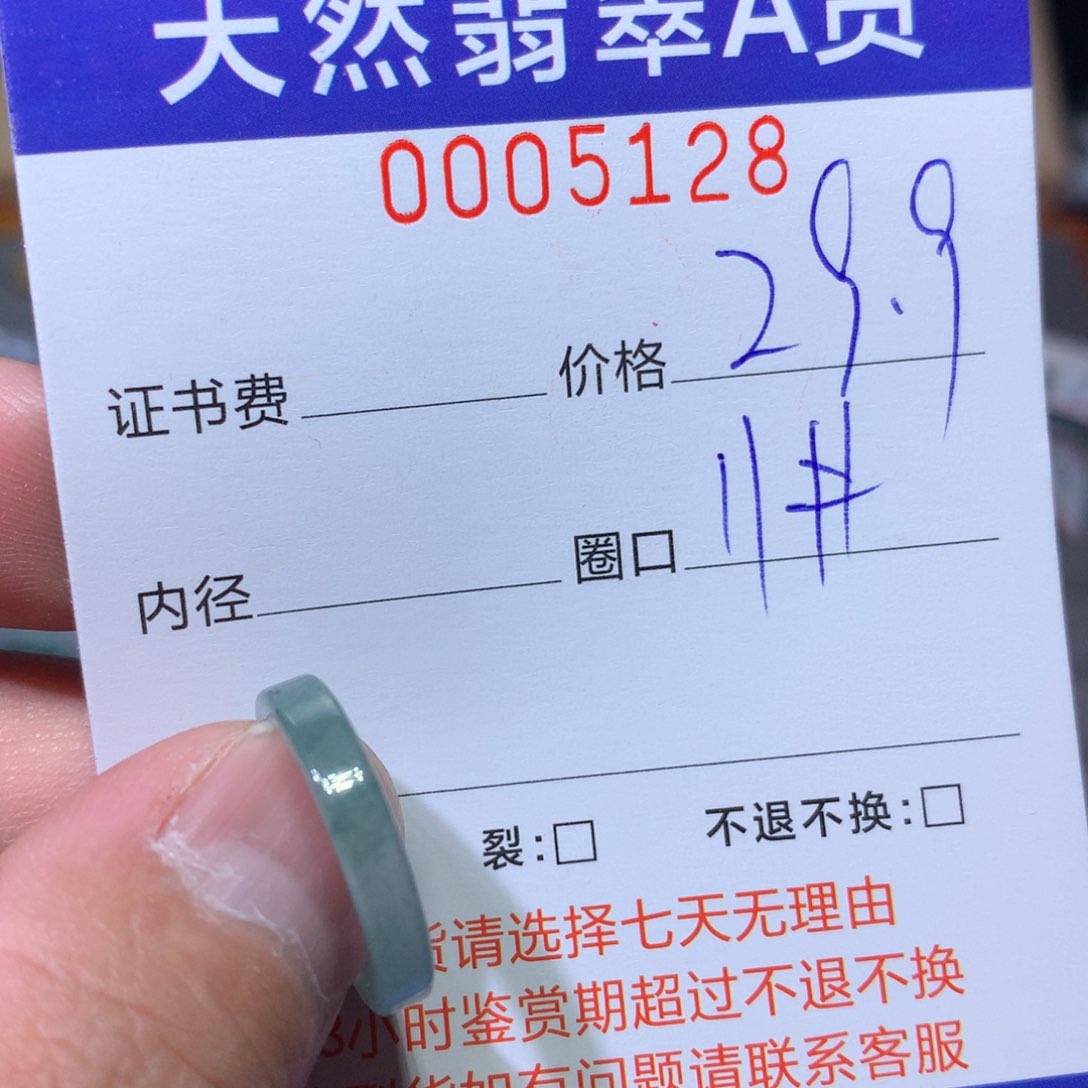 天然翡翠A货
0005128
证书费 价格 29.9
内径 圈口 11#
裂:□ 不退不换:□
货请选择七天无理由
小时鉴赏期超过不退不换
到货如有问题请联系客服